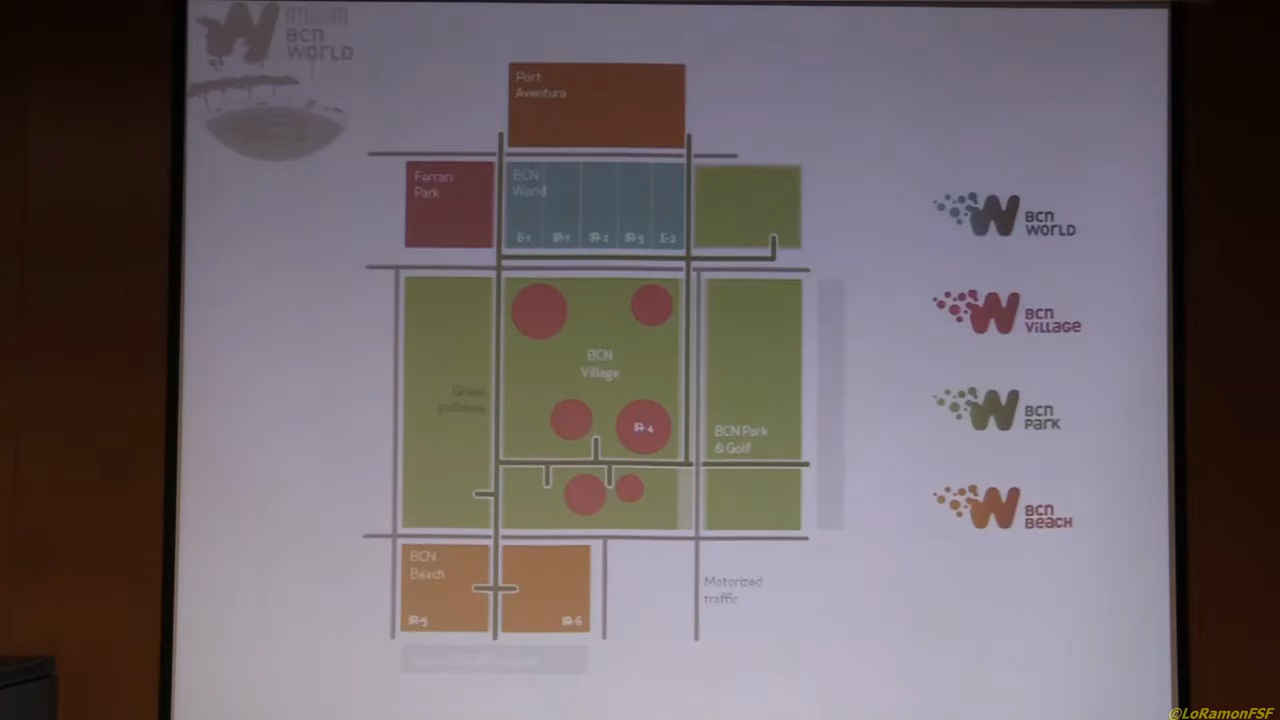 BCN
WORLD
Port
Aventura
Ferrari
Park
BCN
World
E-1
IR-1
IR-2
IR-3
E-2
BCN
Village
Green
pathway
IR-4
BCN Park
& Golf
BCN
Beach
IR-5
IR-6
Motorized
traffic
BCN
WORLD
BCN
VILLAGE
BCN
PARK
BCN
BEACH
©LoRamonFSF